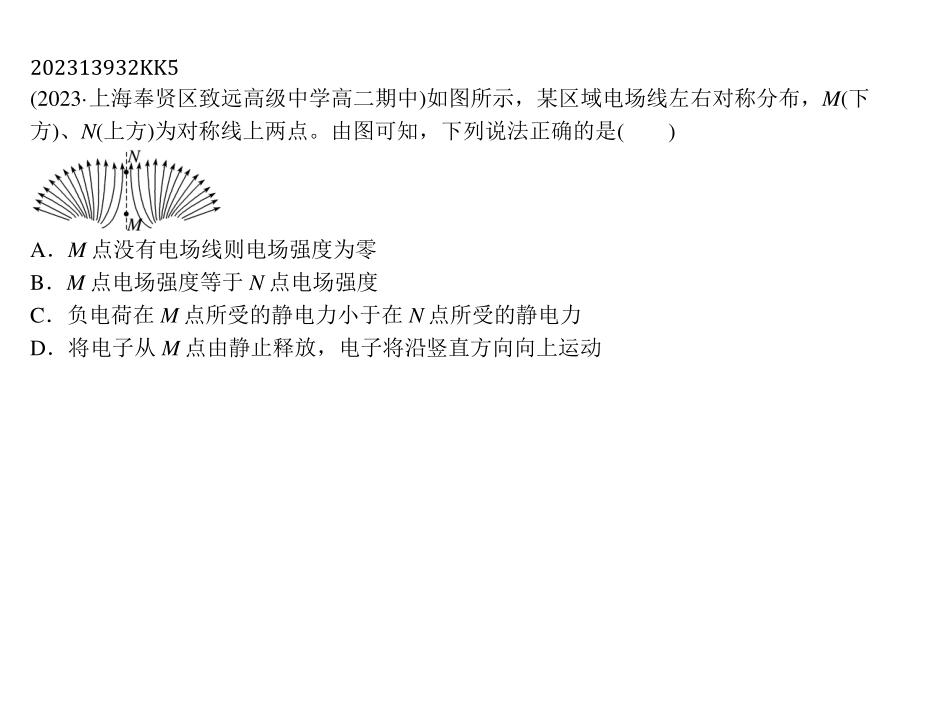 202313932KK5
(2023·上海奉贤区致远高级中学高二期中)如图所示，某区域电场线左右对称分布，M(下
方)、N(上方)为对称线上两点。由图可知，下列说法正确的是(　　)
N
M
A．M 点没有电场线则电场强度为零
B．M 点电场强度等于 N 点电场强度
C．负电荷在 M 点所受的静电力小于在 N 点所受的静电力
D．将电子从 M 点由静止释放，电子将沿竖直方向向上运动